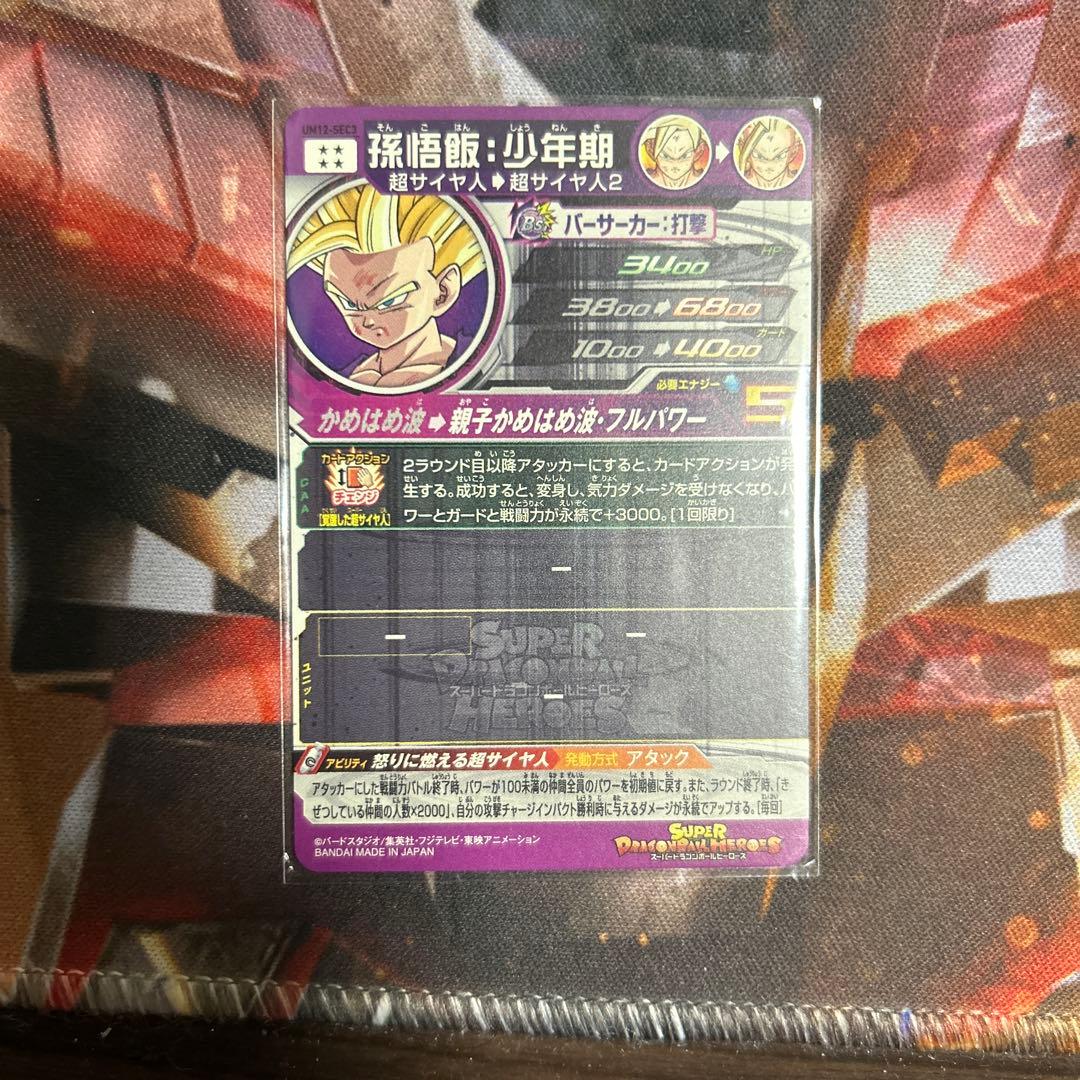 UM12-SEC3
孫悟飯:少年期
そんごはん しょうねんき
超サイヤ人➡超サイヤ人2
Bs バーサーカー:打撃
3400 HP
3800➡6800
1000➡4000 ガード
必要エナジー 5
かめはめ波➡親子かめはめ波・フルパワー
カードアクション
チェンジ
[覚醒した超サイヤ人]
CAA
2ラウンド目以降アタッカーにすると、カードアクションが発
生する。成功すると、変身し、気力ダメージを受けなくなり、パ
ワーとガードと戦闘力が永続で+3000。[1回限り]
ー
ー ー
ー
ユニット
SUPER
DRAGONBALL
スーパードラゴンボールヒーローズ
HEROES
アビリティ 怒りに燃える超サイヤ人 発動方式 アタック
アタッカーにした戦闘力バトル終了時、パワーが100未満の仲間全員のパワーを初期値に戻す。また、ラウンド終了時、「き
ぜつしている仲間の人数×2000」、自分の攻撃チャージインパクト勝利時に与えるダメージが永続でアップする。[毎回]
©バードスタジオ/集英社・フジテレビ・東映アニメーション
BANDAI MADE IN JAPAN
SUPER
DRAGONBALL HEROES
スーパードラゴンボールヒーローズ